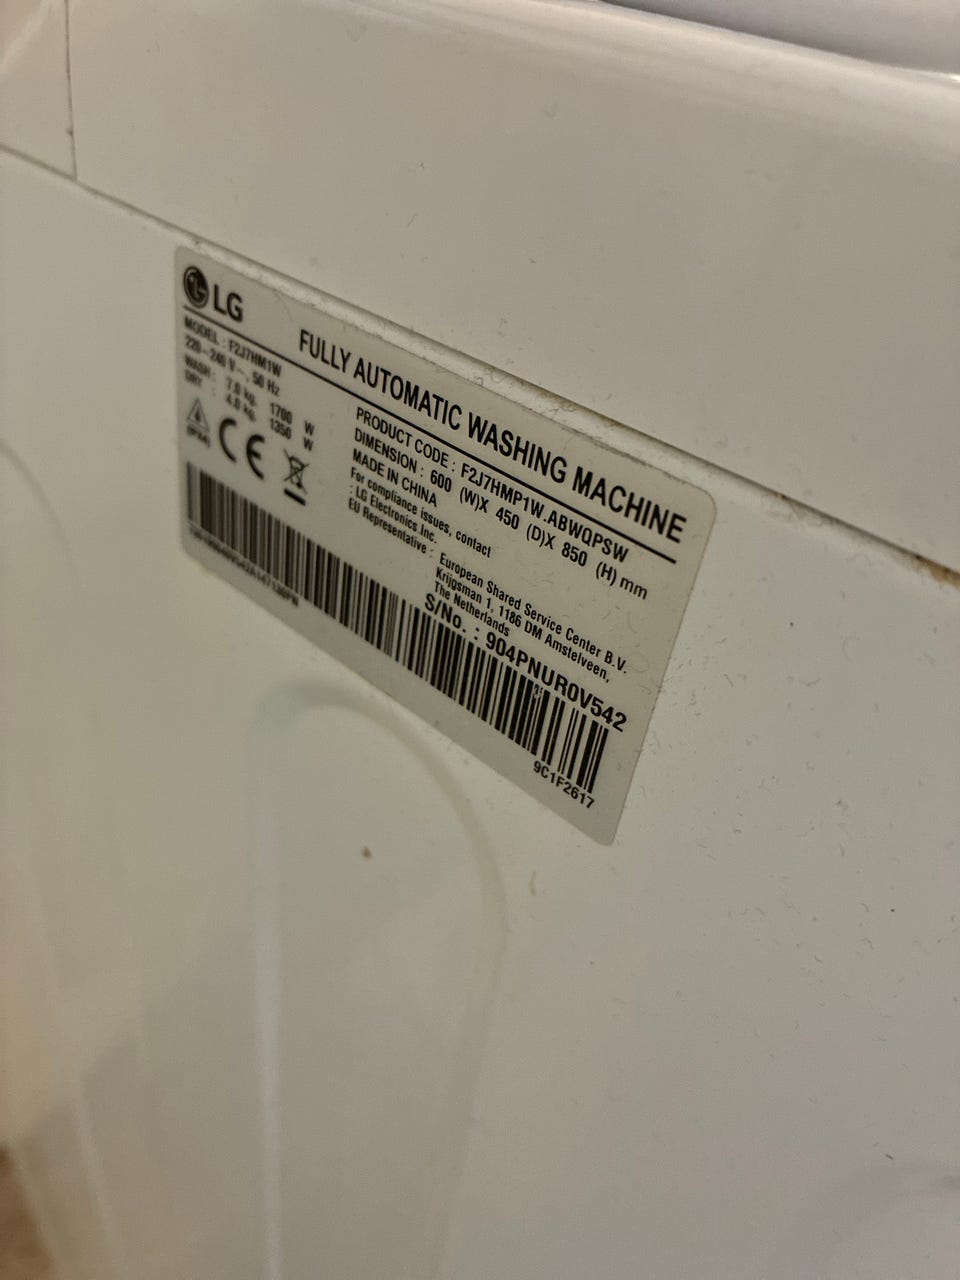 LG
FULLY AUTOMATIC WASHING MACHINE
MODEL : F2J7HM1W
220-240 V~, 50 Hz
WASH : 7.0 kg, 1700 W
DRY : 4.0 kg, 1350 W
(IPX4)
CE
PRODUCT CODE : F2J7HMP1W.ABWQPSW
DIMENSION : 600 (W)X 450 (D)X 850 (H) mm
MADE IN CHINA
For compliance issues, contact
: LG Electronics Inc.
EU Representative : European Shared Service Center B.V.
Krijgsman 1, 1186 DM Amstelveen,
The Netherlands
S/No. : 904PNUR0V542
9C1F2617